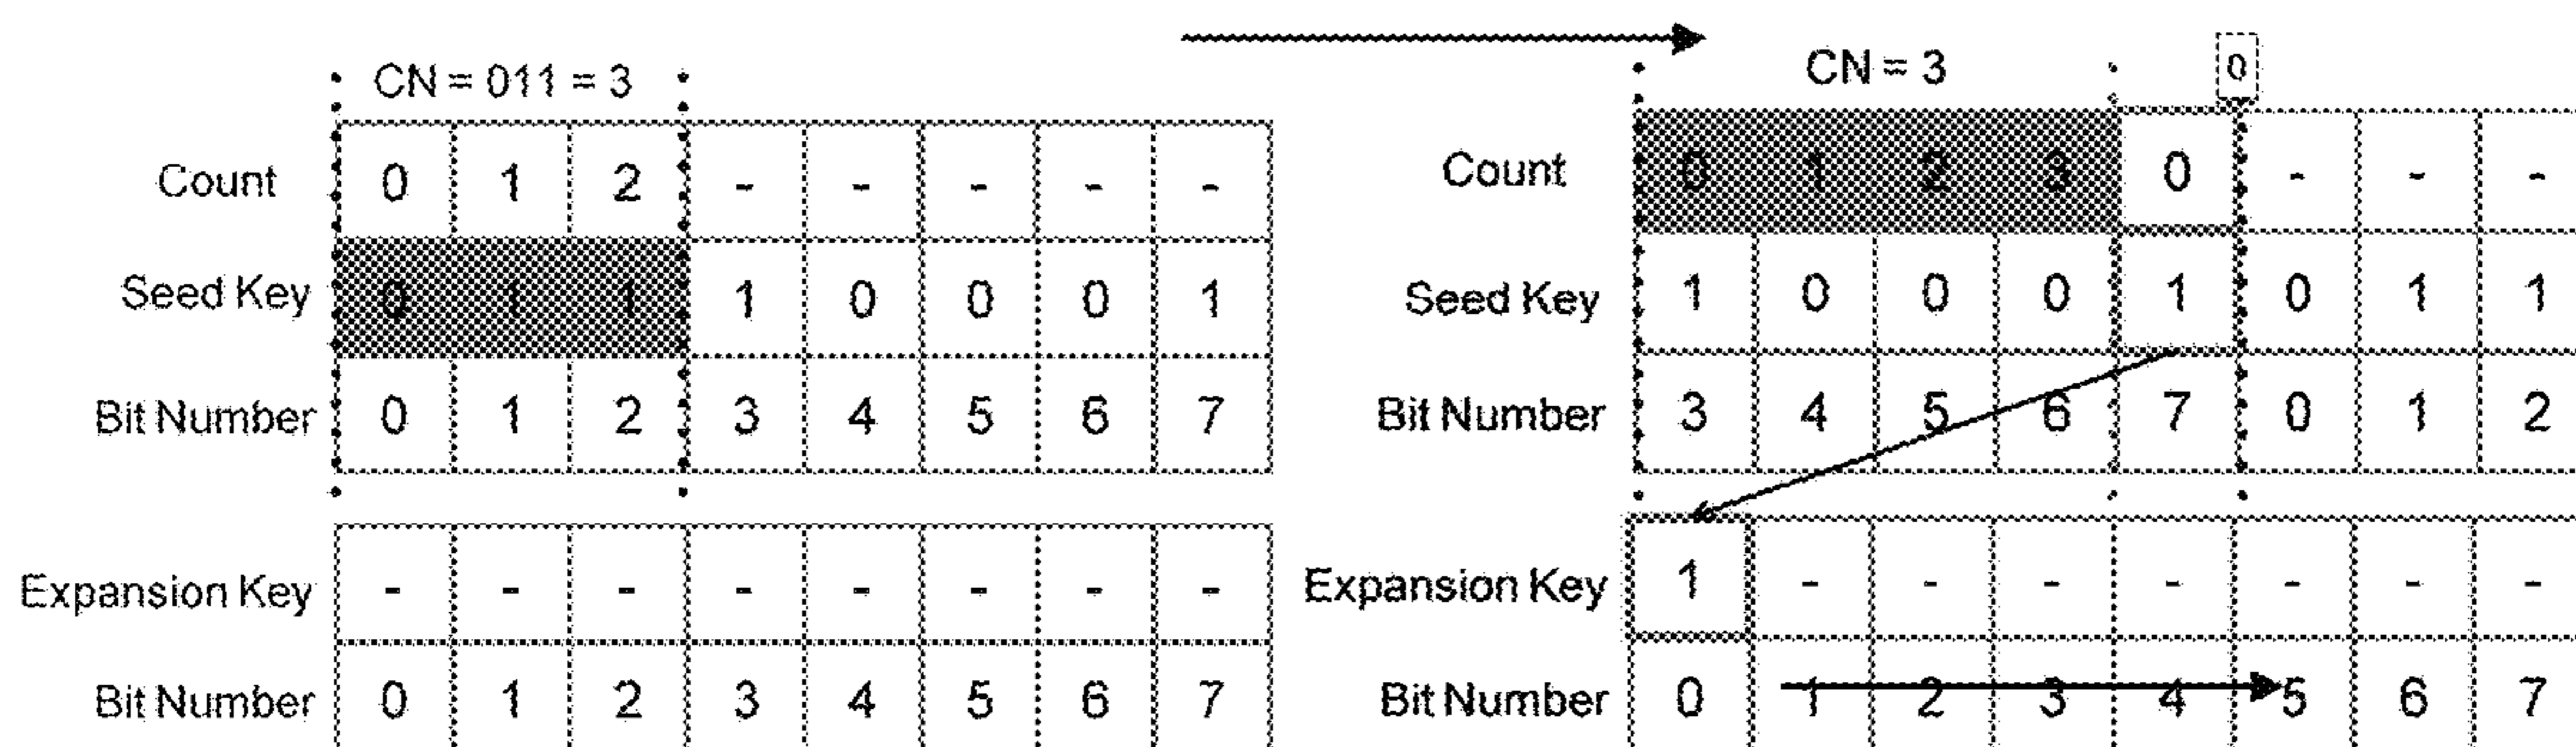 CN = 011 = 3
Count 0 1 2 - - - - -
Seed Key 0 1 1 1 0 0 0 1
Bit Number 0 1 2 3 4 5 6 7
Expansion Key - - - - - - - -
Bit Number 0 1 2 3 4 5 6 7
CN = 3 0
Count 0 1 2 3 0 - - -
Seed Key 1 0 0 0 1 0 1 1
Bit Number 3 4 5 6 7 0 1 2
Expansion Key 1 - - - - - - -
Bit Number 0 1 2 3 4 5 6 7